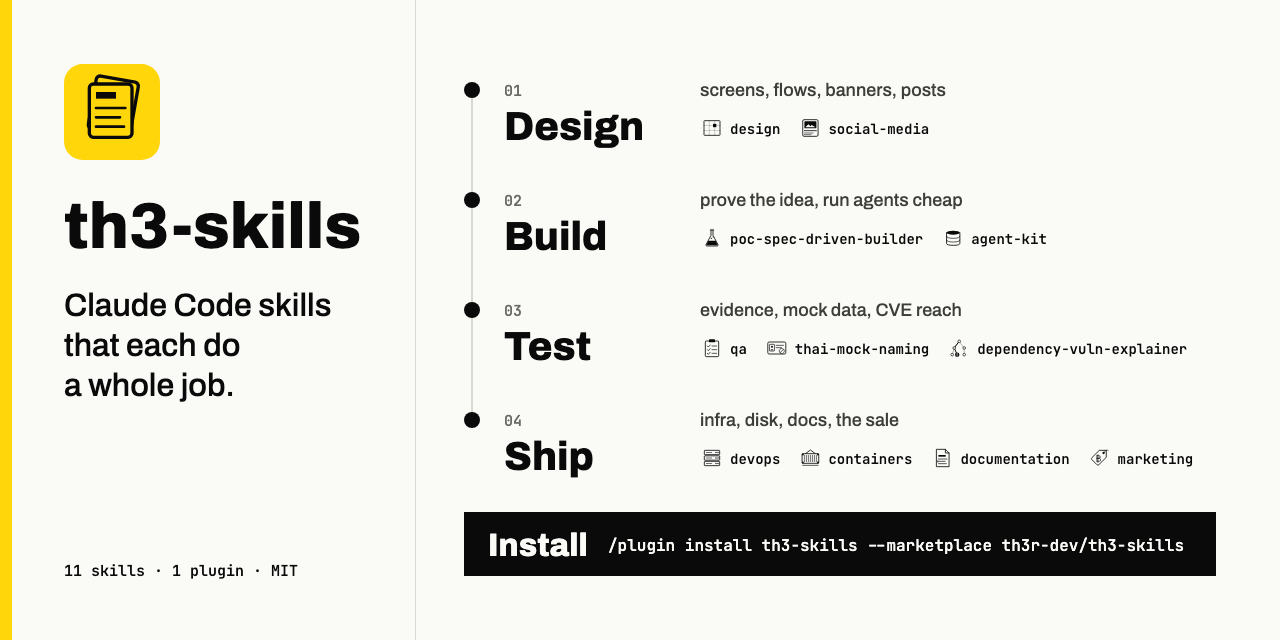 th3-skills
Claude Code skills
that each do
a whole job.
11 skills · 1 plugin · MIT
01
Design
screens, flows, banners, posts
design social-media
02
Build
prove the idea, run agents cheap
poc-spec-driven-builder agent-kit
03
Test
evidence, mock data, CVE reach
qa thai-mock-naming dependency-vuln-explainer
04
Ship
infra, disk, docs, the sale
devops containers documentation marketing
Install /plugin install th3-skills --marketplace th3r-dev/th3-skills